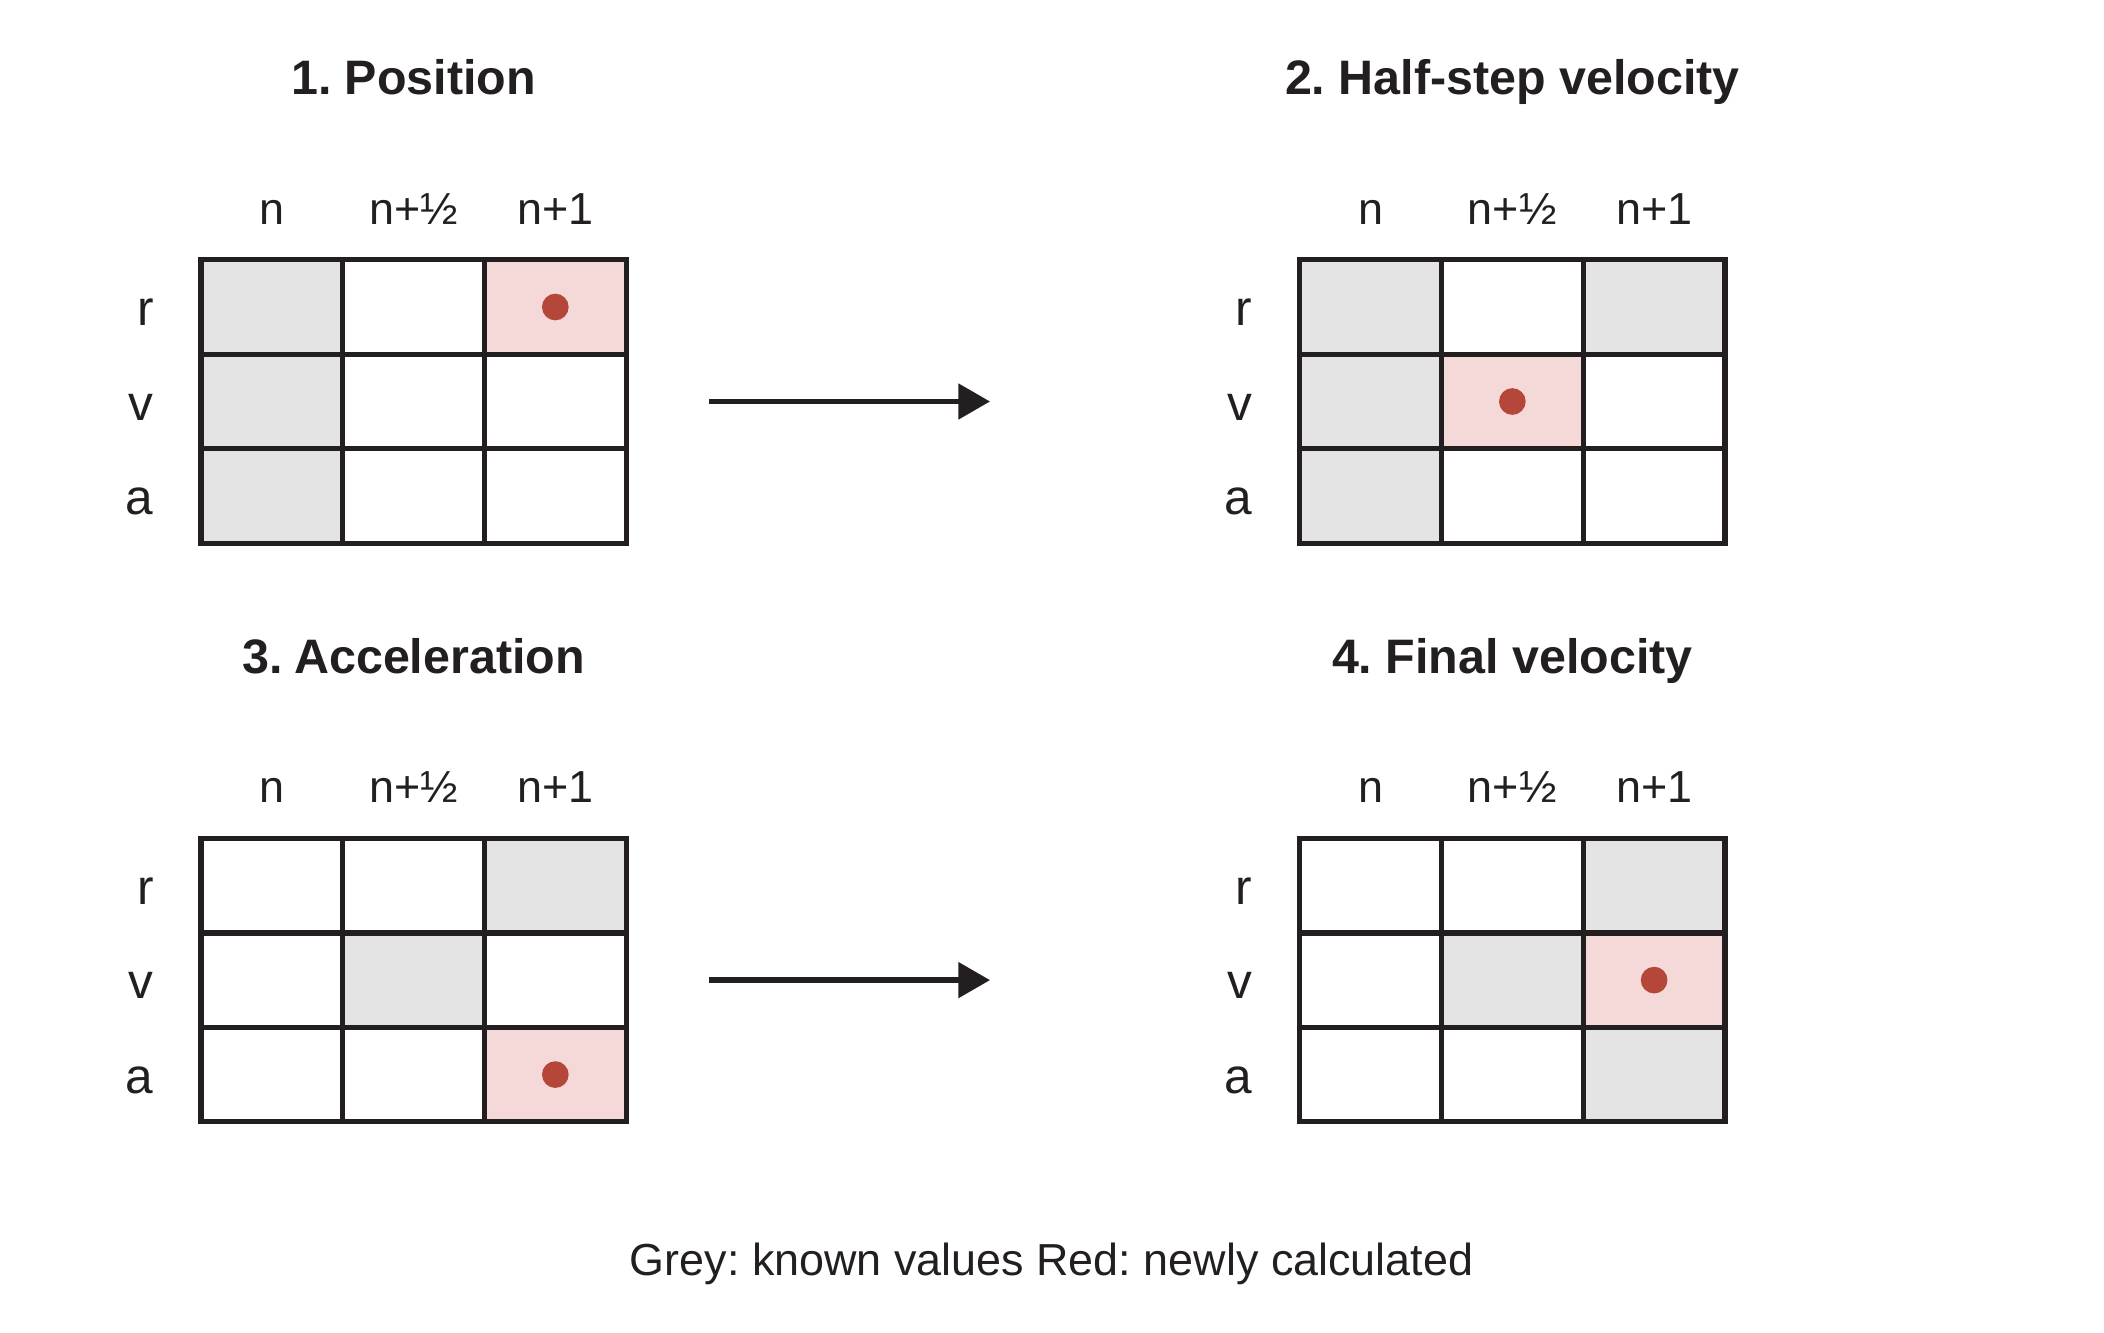 1. Position
2. Half-step velocity
n n+½ n+1
n n+½ n+1
r
v
a
r
v
a
3. Acceleration
4. Final velocity
n n+½ n+1
n n+½ n+1
r
v
a
r
v
a
Grey: known values Red: newly calculated